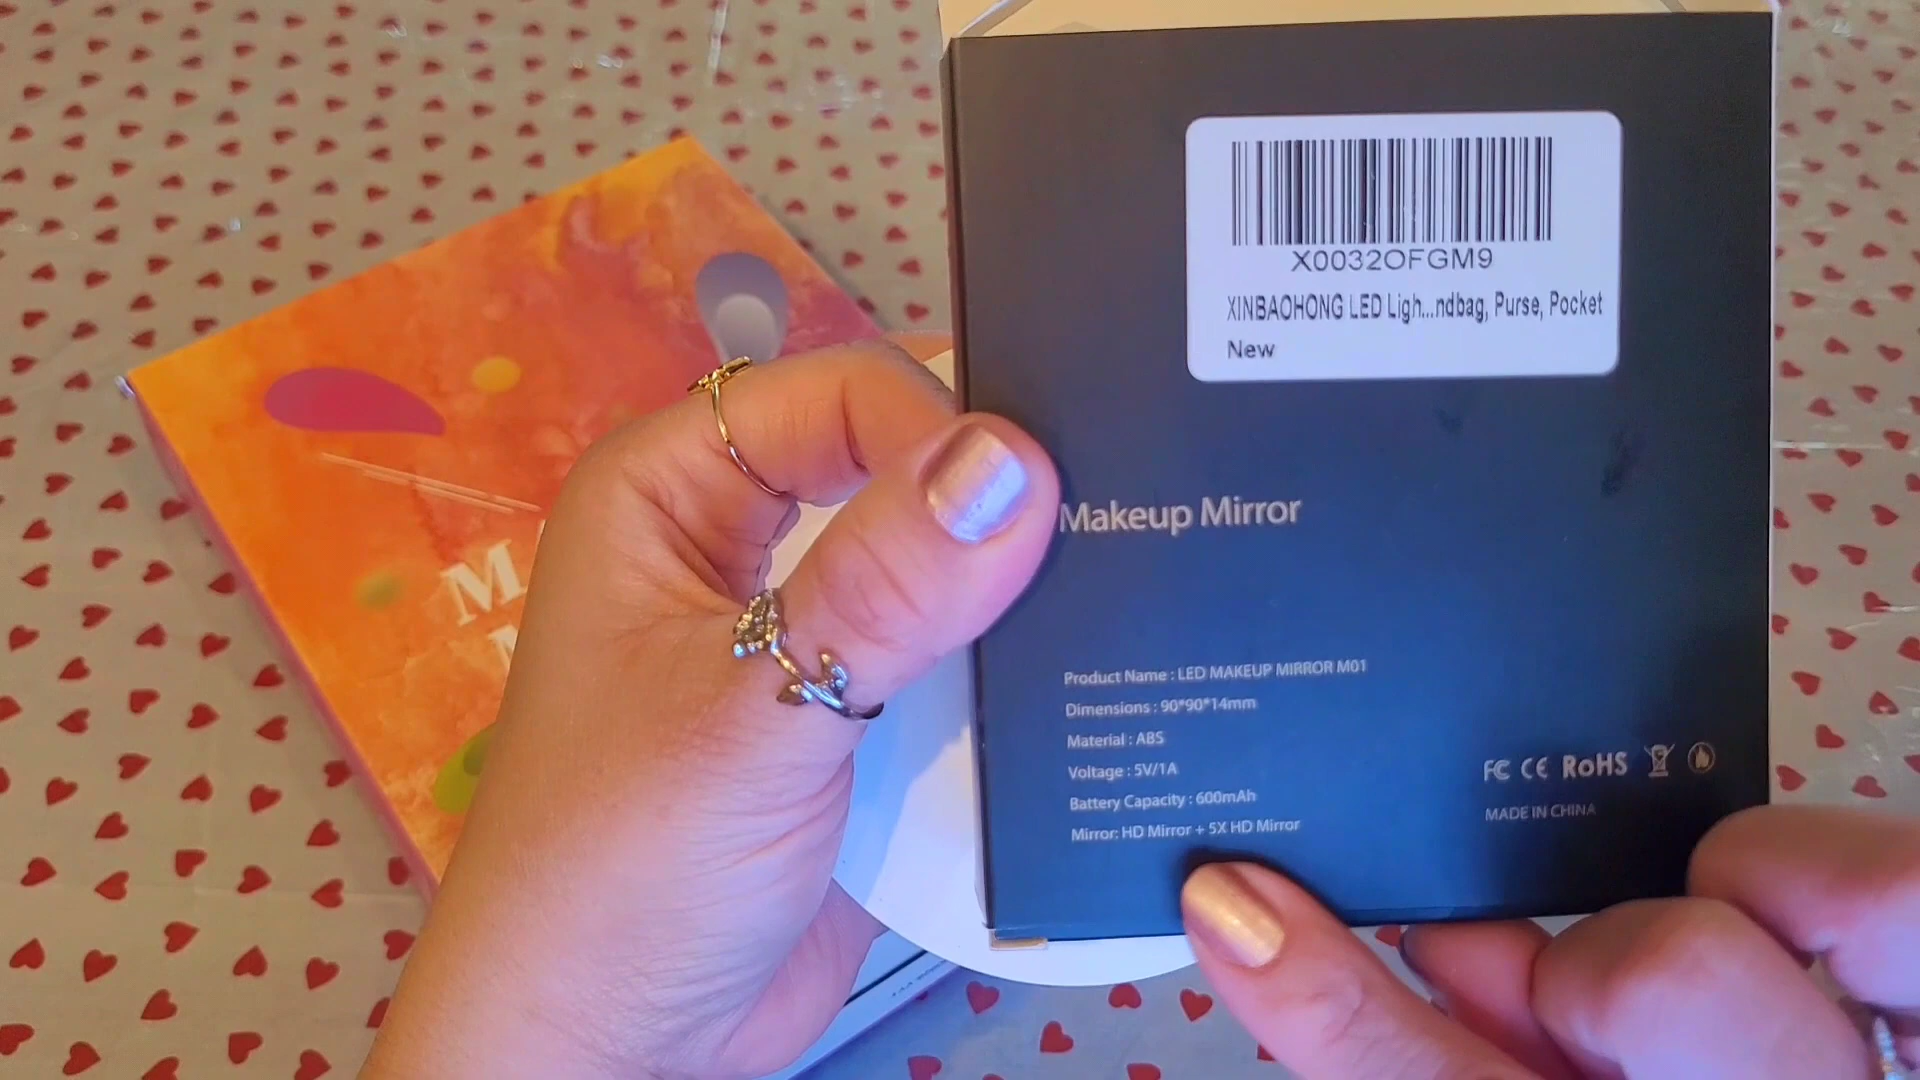 X0032OFGM9
XINBAOHONG LED Ligh...ndbag, Purse, Pocket
New
Makeup Mirror
Product Name : LED MAKEUP MIRROR M01
Dimensions : 90*90*14mm
Material : ABS
Voltage : 5V/1A
Battery Capacity : 600mAh
Mirror: HD Mirror + 5X HD Mirror
FC CE RoHS
MADE IN CHINA
M